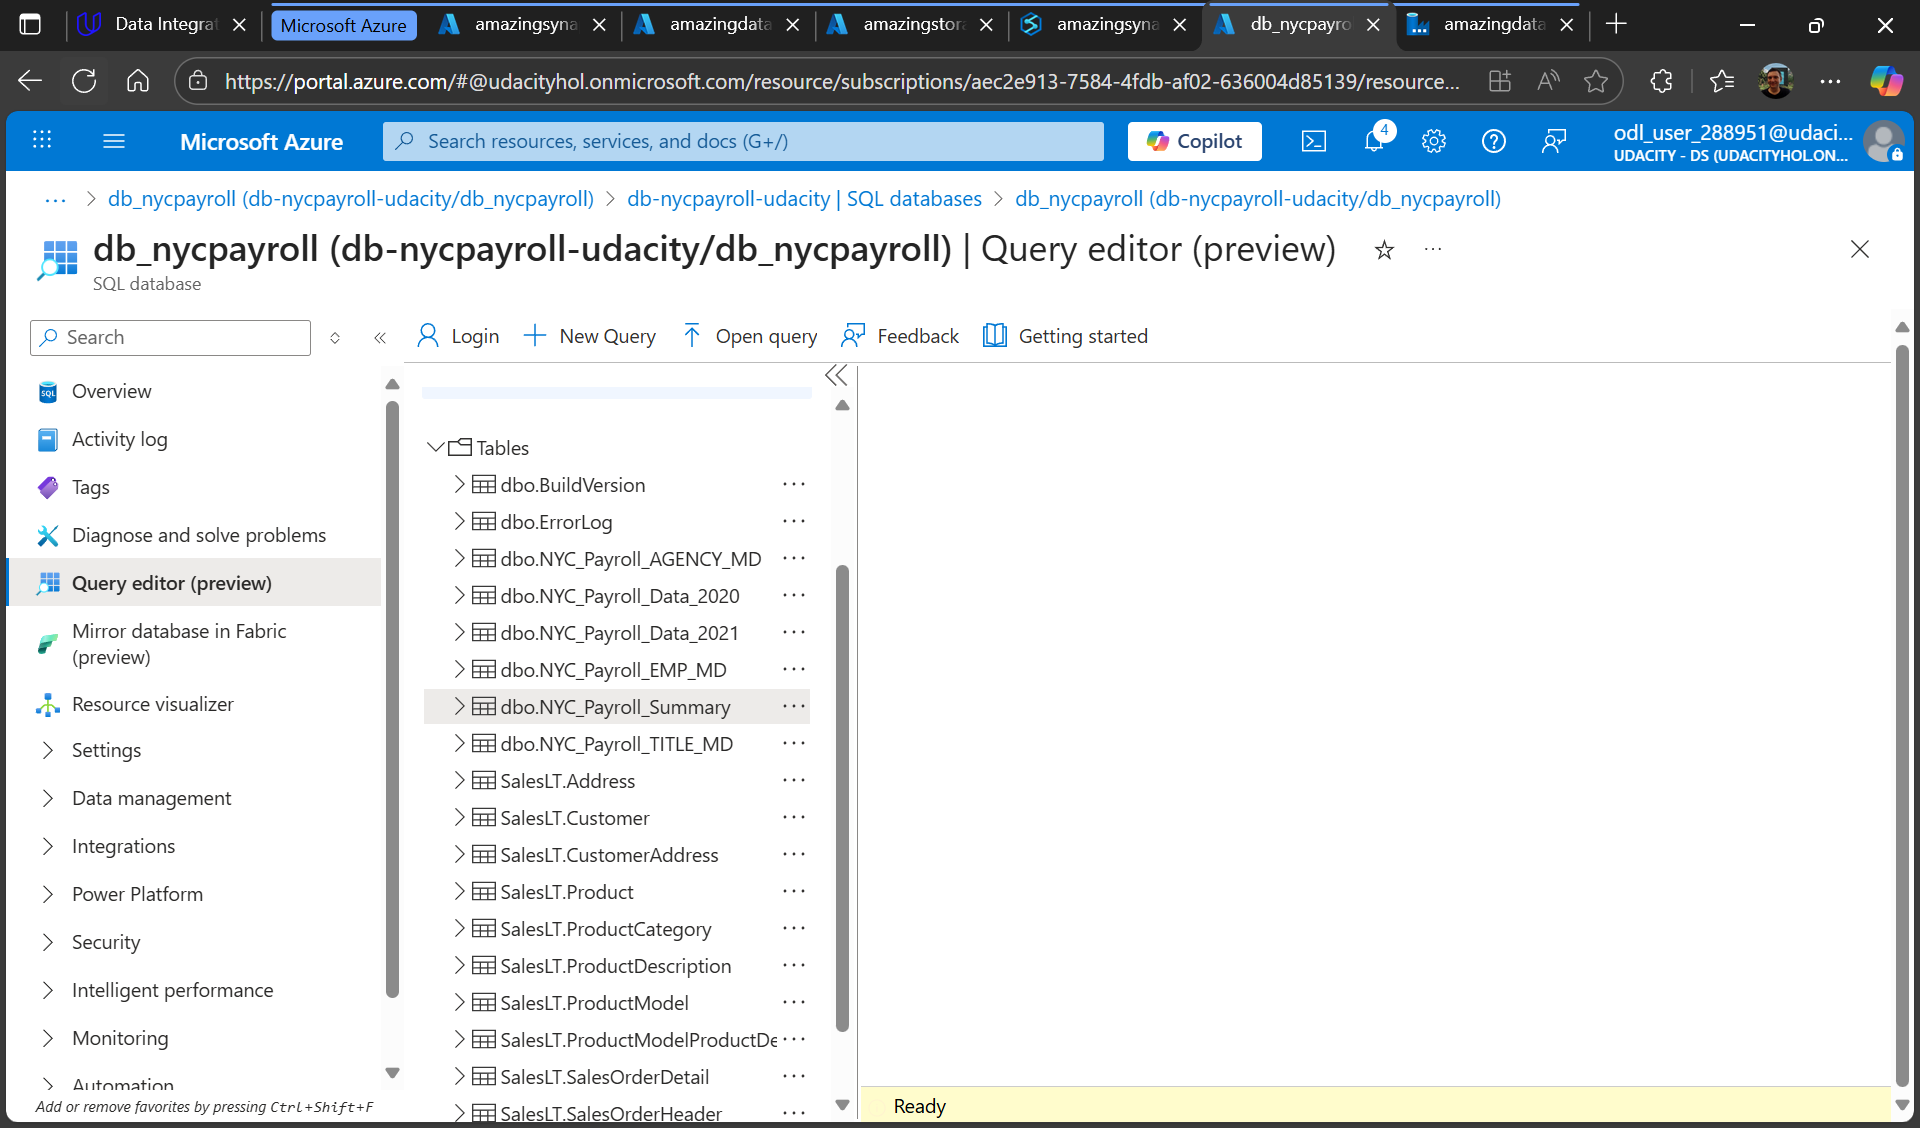 Data Integrat
Microsoft Azure
amazingsyna
amazingdata
amazingstora
amazingsyna
db_nycpayro
amazingdata
https://portal.azure.com/#@udacityhol.onmicrosoft.com/resource/subscriptions/aec2e913-7584-4fdb-af02-636004d85139/resource...
Microsoft Azure
Search resources, services, and docs (G+/)
Copilot
4
odl_user_288951@udaci...
UDACITY - DS (UDACITYHOL.ON...
... > db_nycpayroll (db-nycpayroll-udacity/db_nycpayroll) > db-nycpayroll-udacity | SQL databases > db_nycpayroll (db-nycpayroll-udacity/db_nycpayroll)
db_nycpayroll (db-nycpayroll-udacity/db_nycpayroll) | Query editor (preview)
SQL database
Search
Overview
Activity log
Tags
Diagnose and solve problems
Query editor (preview)
Mirror database in Fabric
(preview)
Resource visualizer
Settings
Data management
Integrations
Power Platform
Security
Intelligent performance
Monitoring
Automation
Add or remove favorites by pressing Ctrl+Shift+F
Login
New Query
Open query
Feedback
Getting started
Tables
dbo.BuildVersion
dbo.ErrorLog
dbo.NYC_Payroll_AGENCY_MD
dbo.NYC_Payroll_Data_2020
dbo.NYC_Payroll_Data_2021
dbo.NYC_Payroll_EMP_MD
dbo.NYC_Payroll_Summary
dbo.NYC_Payroll_TITLE_MD
SalesLT.Address
SalesLT.Customer
SalesLT.CustomerAddress
SalesLT.Product
SalesLT.ProductCategory
SalesLT.ProductDescription
SalesLT.ProductModel
SalesLT.ProductModelProductDe
SalesLT.SalesOrderDetail
SalesLT.SalesOrderHeader
Ready